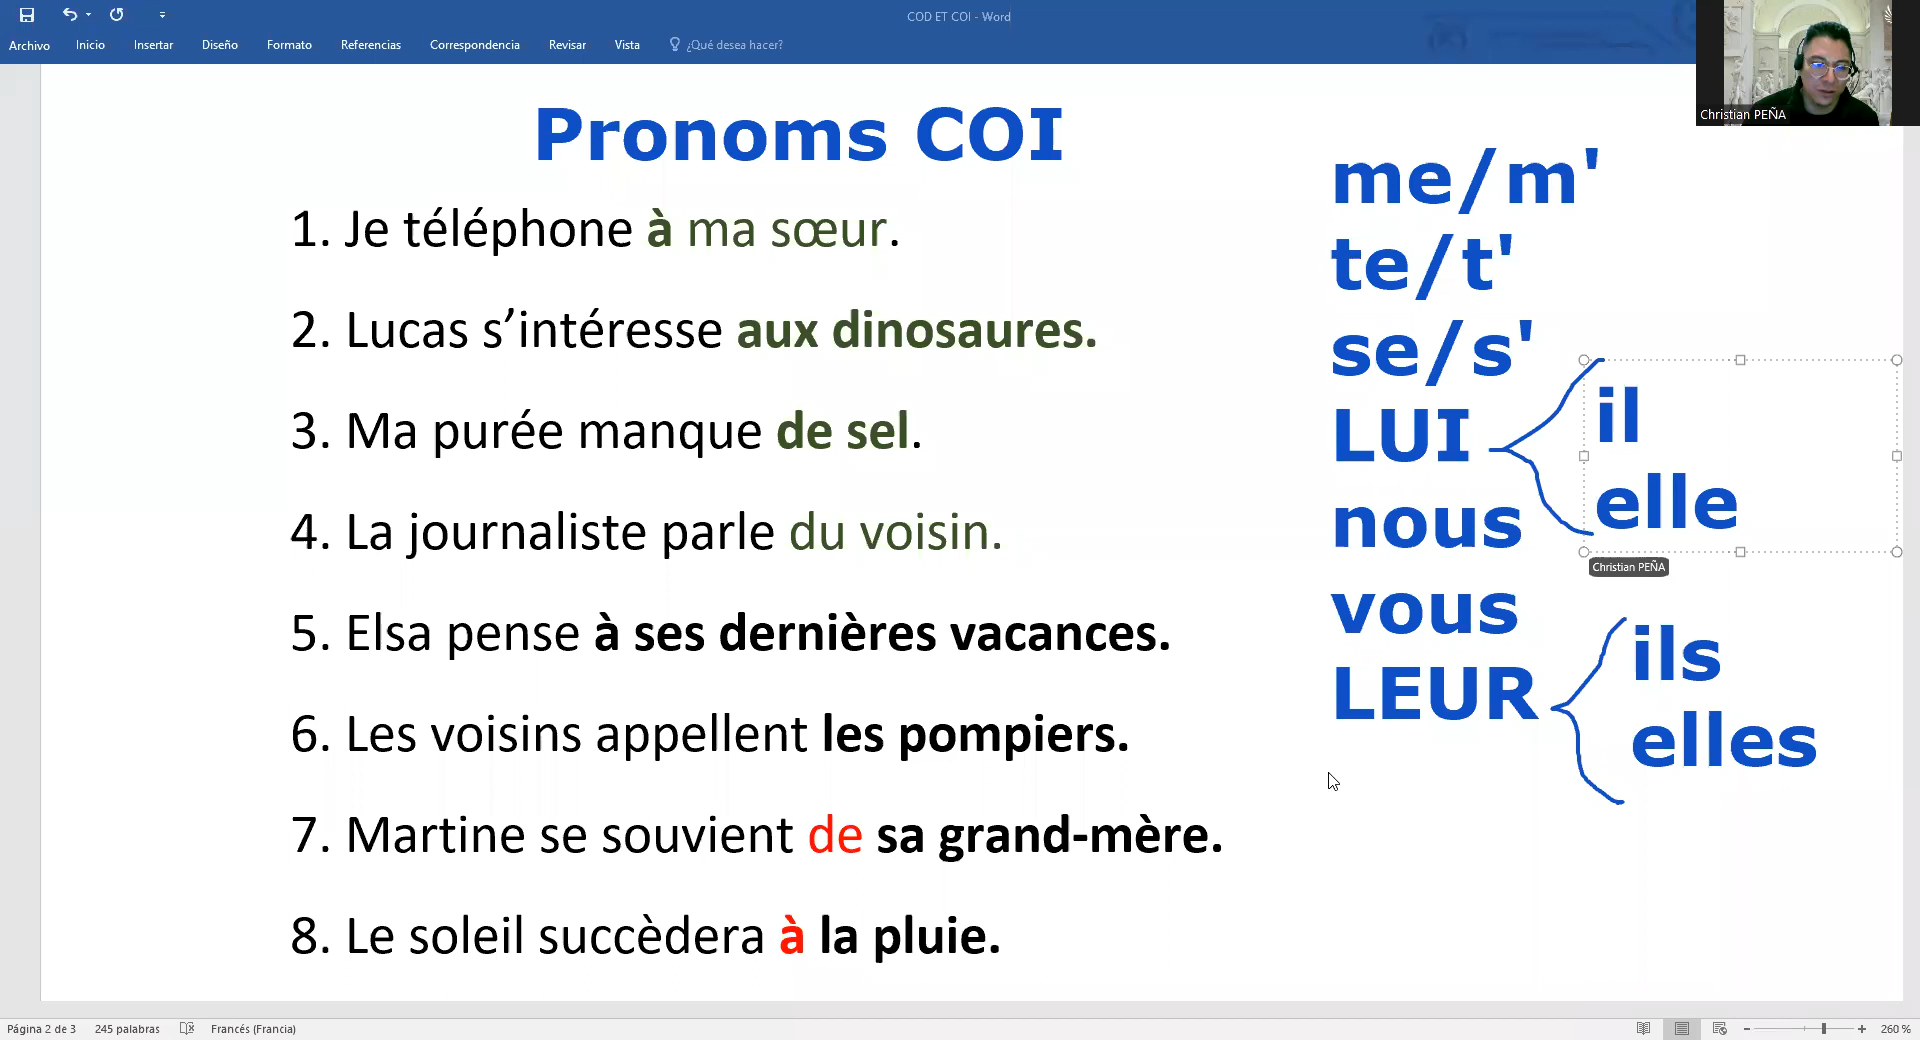 COD ET COI - Word
Archivo Inicio Insertar Diseño Formato Referencias Correspondencia Revisar Vista ¿Qué desea hacer?
Christian PEÑA
Pronoms COI
1. Je téléphone à ma sœur.
2. Lucas s’intéresse aux dinosaures.
3. Ma purée manque de sel.
4. La journaliste parle du voisin.
5. Elsa pense à ses dernières vacances.
6. Les voisins appellent les pompiers.
7. Martine se souvient de sa grand-mère.
8. Le soleil succèdera à la pluie.
me/m'
te/t'
se/s'
LUI
il
elle
Christian PEÑA
nous
vous
LEUR
ils
elles
Página 2 de 3 245 palabras Francés (Francia) 260 %